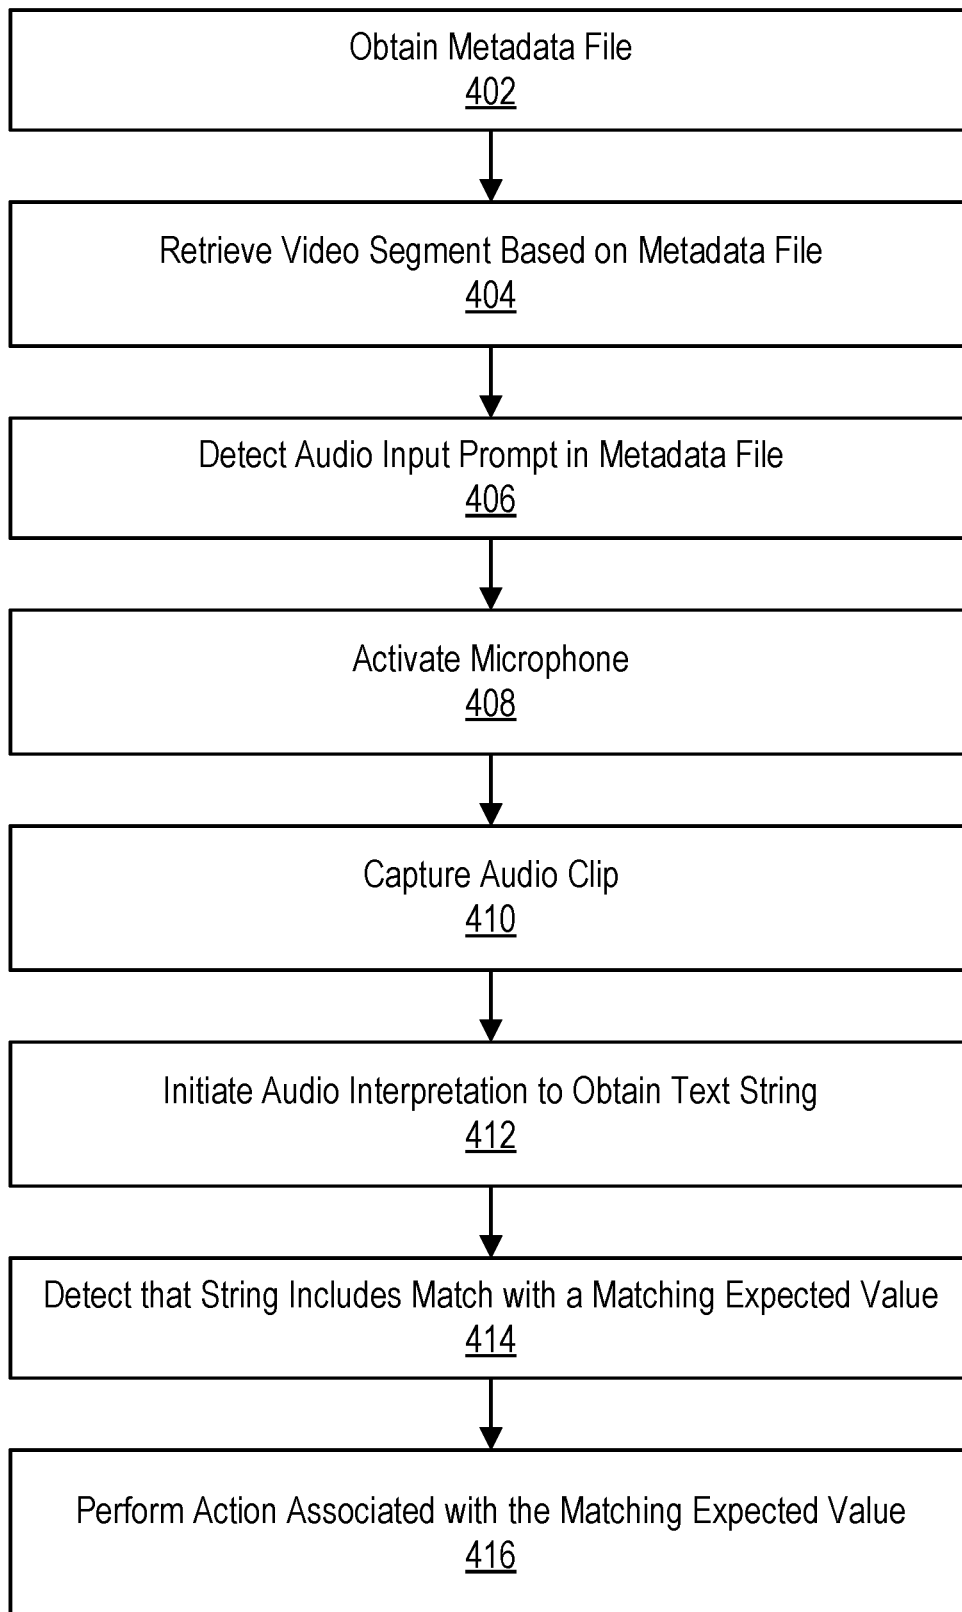 Obtain Metadata File
402
Retrieve Video Segment Based on Metadata File
404
Detect Audio Input Prompt in Metadata File
406
Activate Microphone
408
Capture Audio Clip
410
Initiate Audio Interpretation to Obtain Text String
412
Detect that String Includes Match with a Matching Expected Value
414
Perform Action Associated with the Matching Expected Value
416